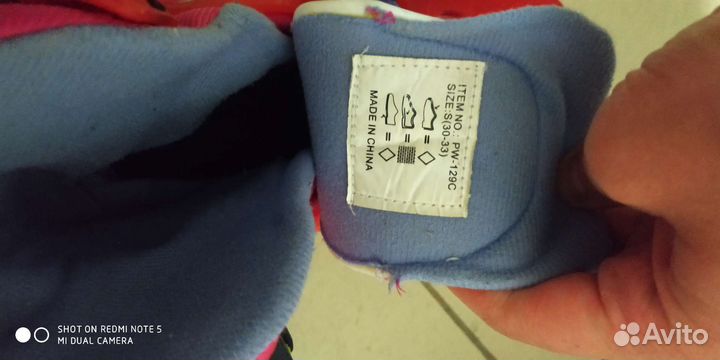 ITEM NO.: PW-129C
SIZE:S(30-33)
= ◇
= ▩
= ◇
MADE IN CHINA
SHOT ON REDMI NOTE 5
MI DUAL CAMERA
Avito